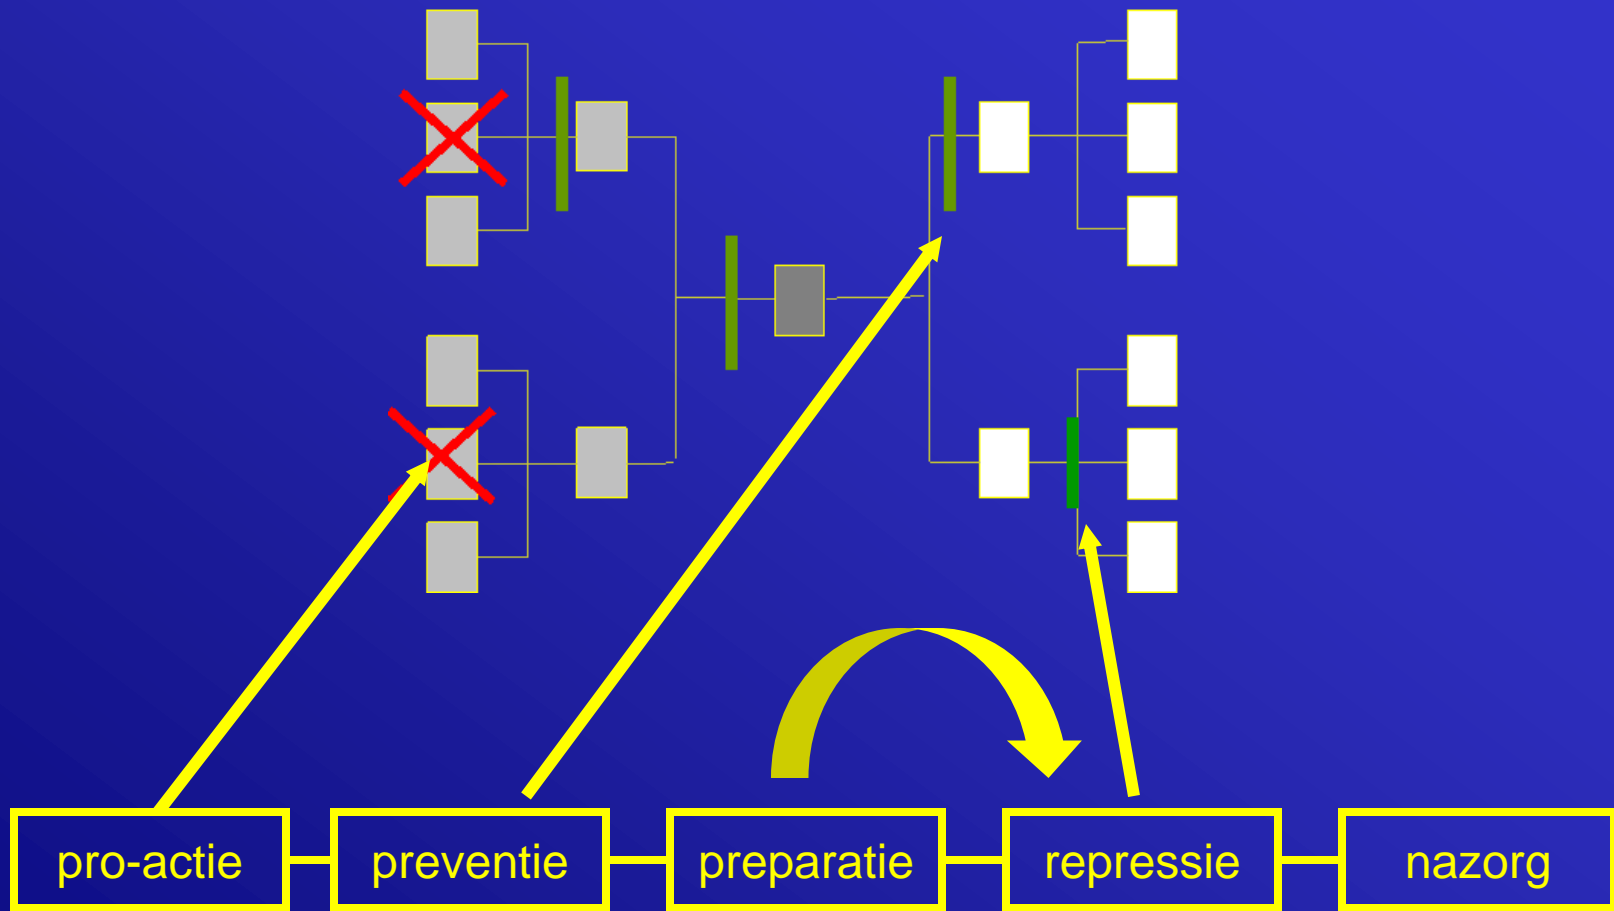 pro-actie
preventie
preparatie
repressie
nazorg